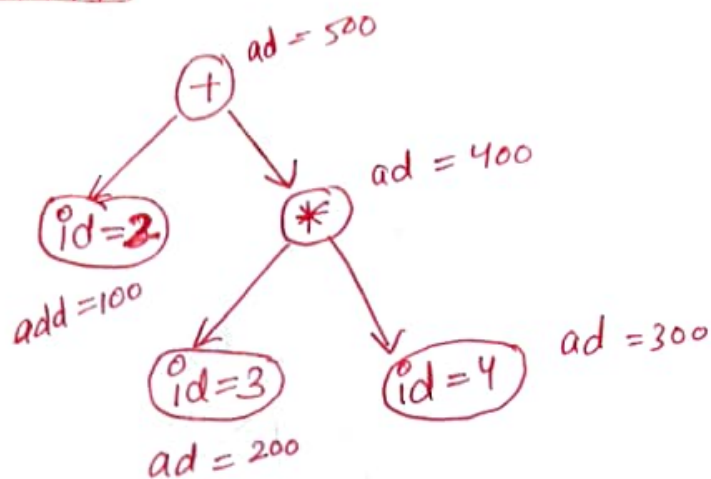 ad = 500
+
ad = 400
id=2
*
add=100
id=3
id=4
ad =300
ad = 200